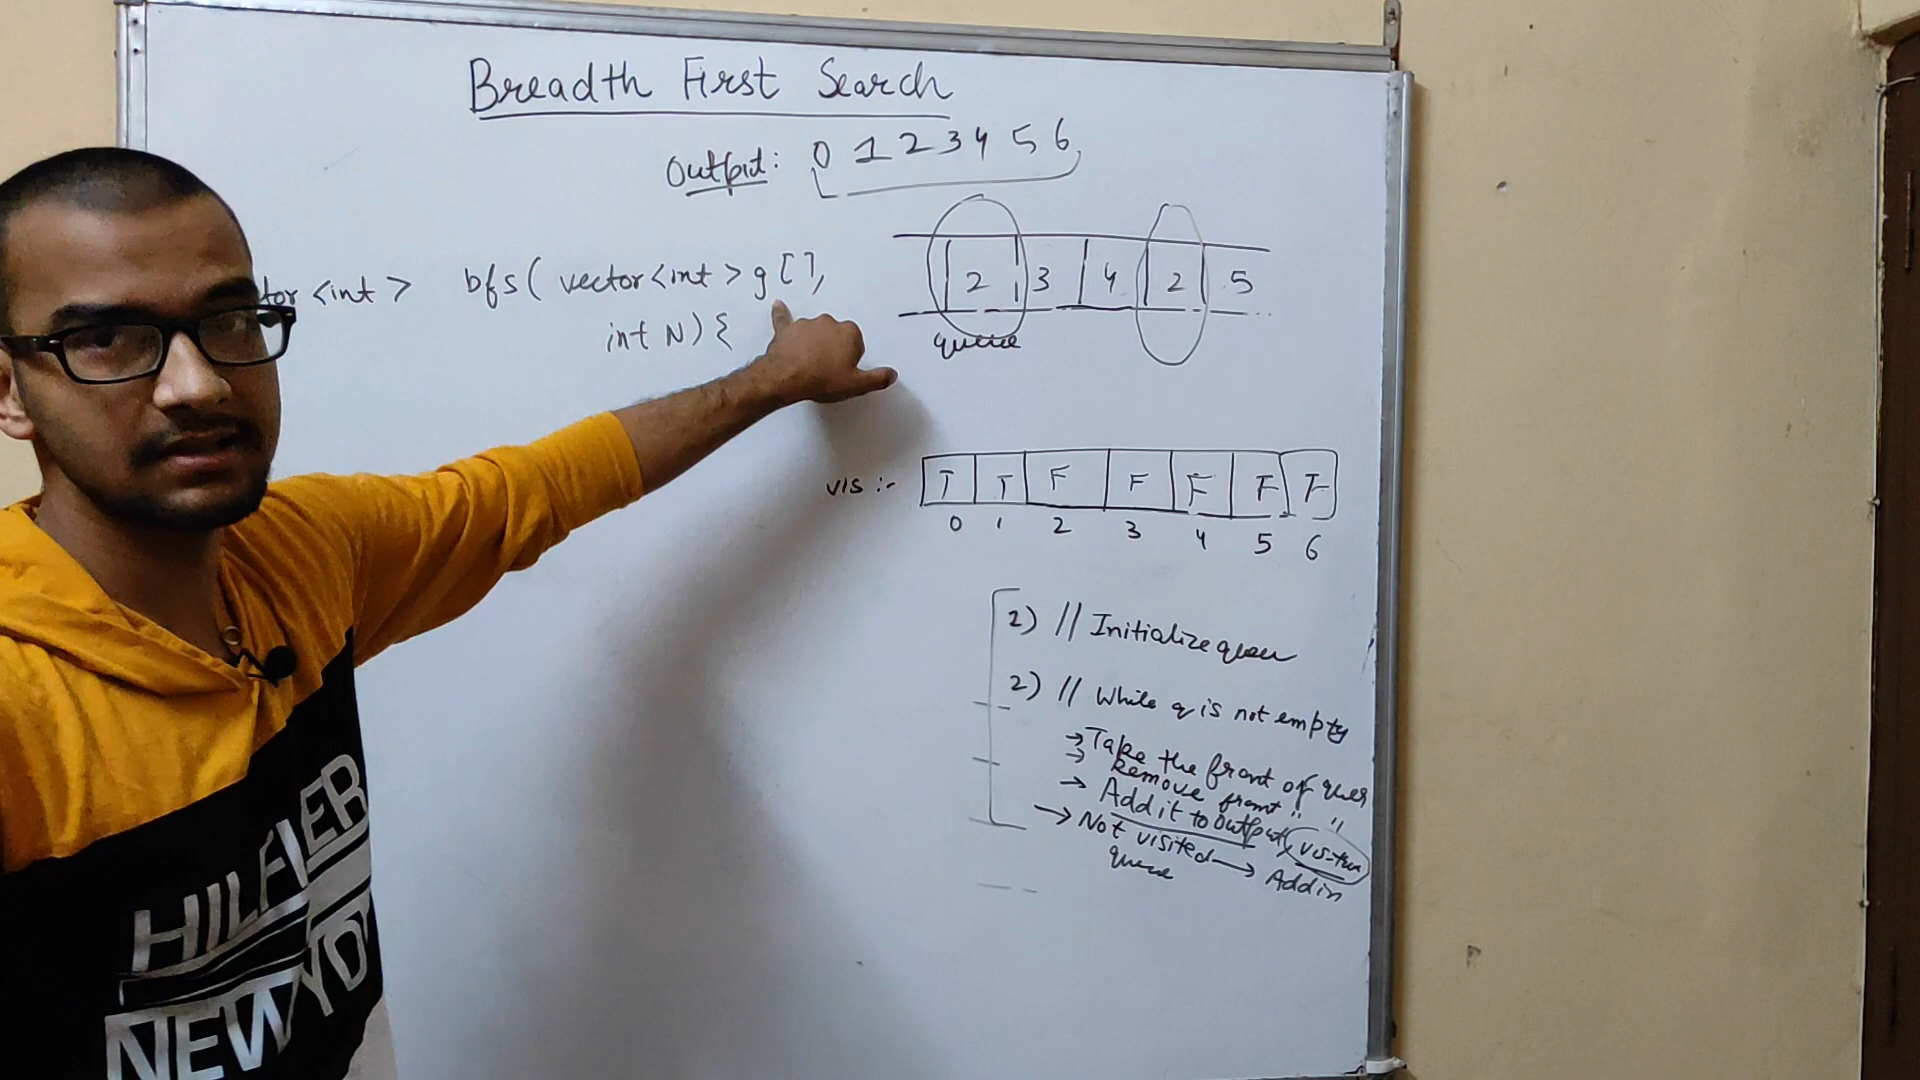 Breadth First Search
Output: 0 1 2 3 4 5 6
tor <int> bfs( vector<int> g[],
int N) {
2 3 4 2 5
queue
vis :- T T F F F F F
0 1 2 3 4 5 6
2) // Initialize queue
2) // While q is not empty
→ Take the front of queue
→ Remove front " "
→ Add it to output, vis-true
→ Not visited → Add in
queue
HILFIGER
NEW YO